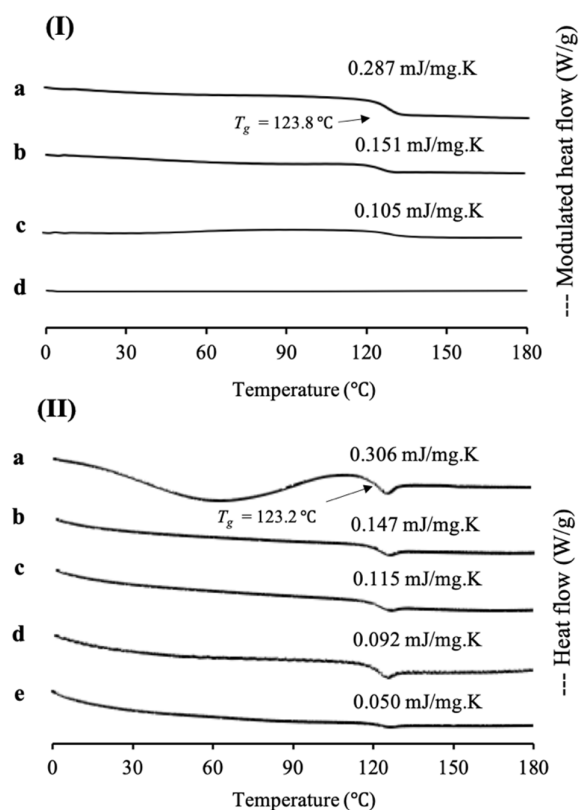 (I)
a
0.287 mJ/mg.K
Tg = 123.8 °C
b
0.151 mJ/mg.K
c
0.105 mJ/mg.K
d
0 30 60 90 120 150 180
Temperature (°C)
--- Modulated heat flow (W/g)
(II)
a
0.306 mJ/mg.K
Tg = 123.2 °C
b
0.147 mJ/mg.K
c
0.115 mJ/mg.K
d
0.092 mJ/mg.K
e
0.050 mJ/mg.K
0 30 60 90 120 150 180
Temperature (°C)
--- Heat flow (W/g)